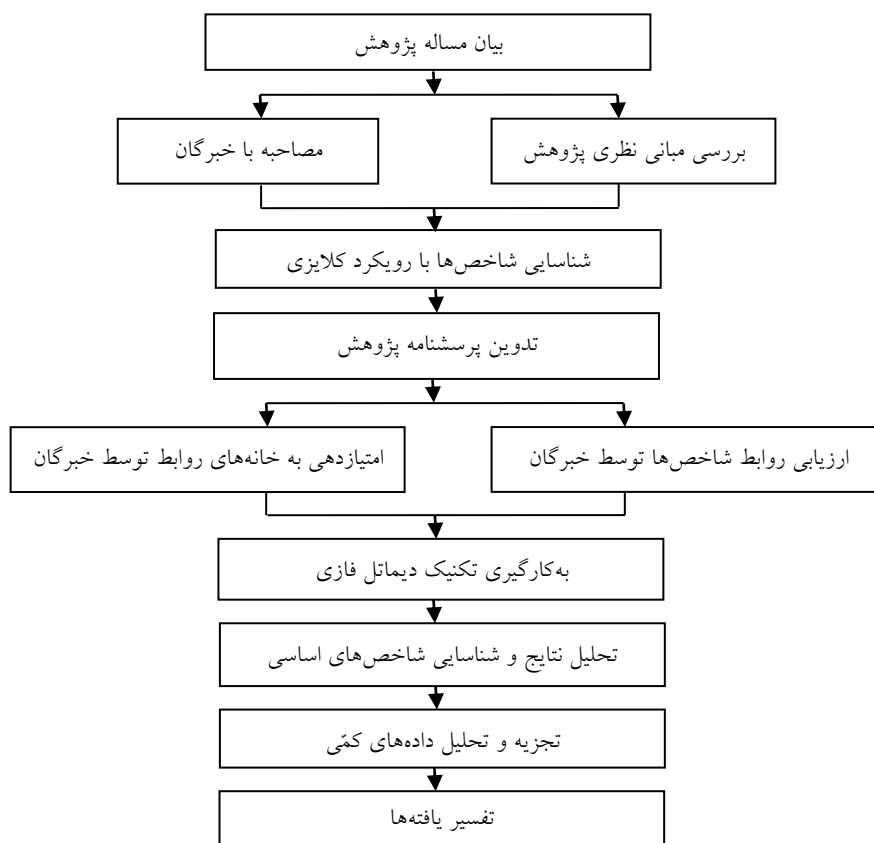 بیان مساله پژوهش
بررسی مبانی نظری پژوهش
مصاحبه با خبرگان
شناسایی شاخص‌ها با رویکرد کلایزی
تدوین پرسشنامه پژوهش
ارزیابی روابط شاخص‌ها توسط خبرگان
امتیازدهی به خانه‌های روابط توسط خبرگان
به‌کارگیری تکنیک دیماتل فازی
تحلیل نتایج و شناسایی شاخص‌های اساسی
تجزیه و تحلیل داده‌های کمّی
تفسیر یافته‌ها